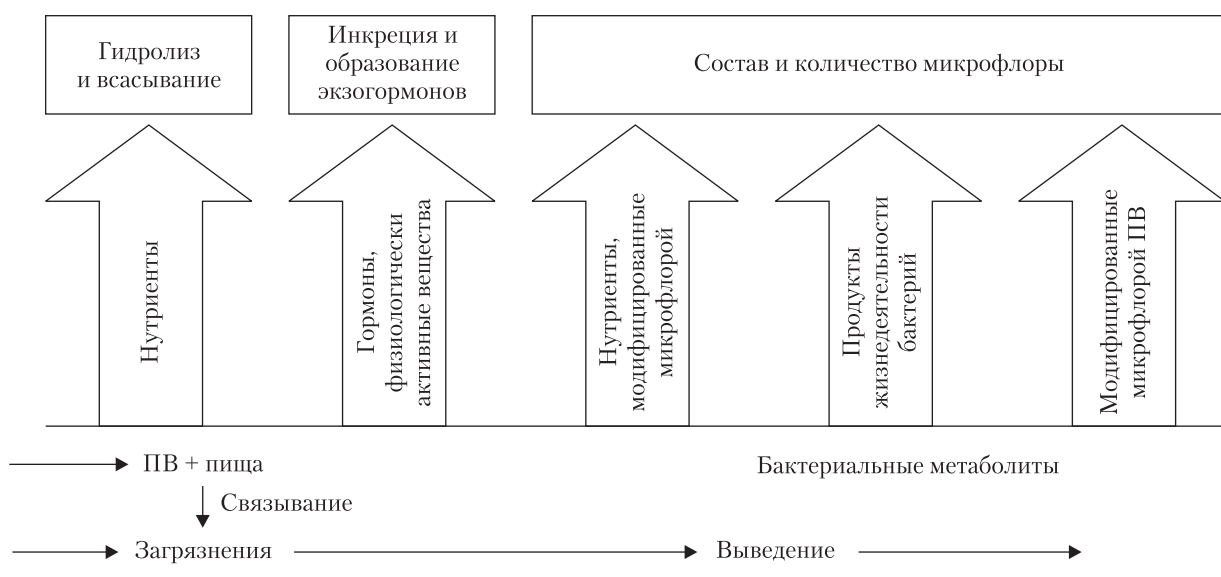 Гидролиз
и всасывание
Инкреция и
образование
экзогормонов
Состав и количество микрофлоры
Нутриенты
Гормоны,
физиологически
активные вещества
Нутриенты,
модифицированные
микрофлорой
Продукты
жизнедеятельности
бактерий
Модифицированные
микрофлорой ПВ
ПВ + пища
Бактериальные метаболиты
Связывание
Загрязнения
Выведение